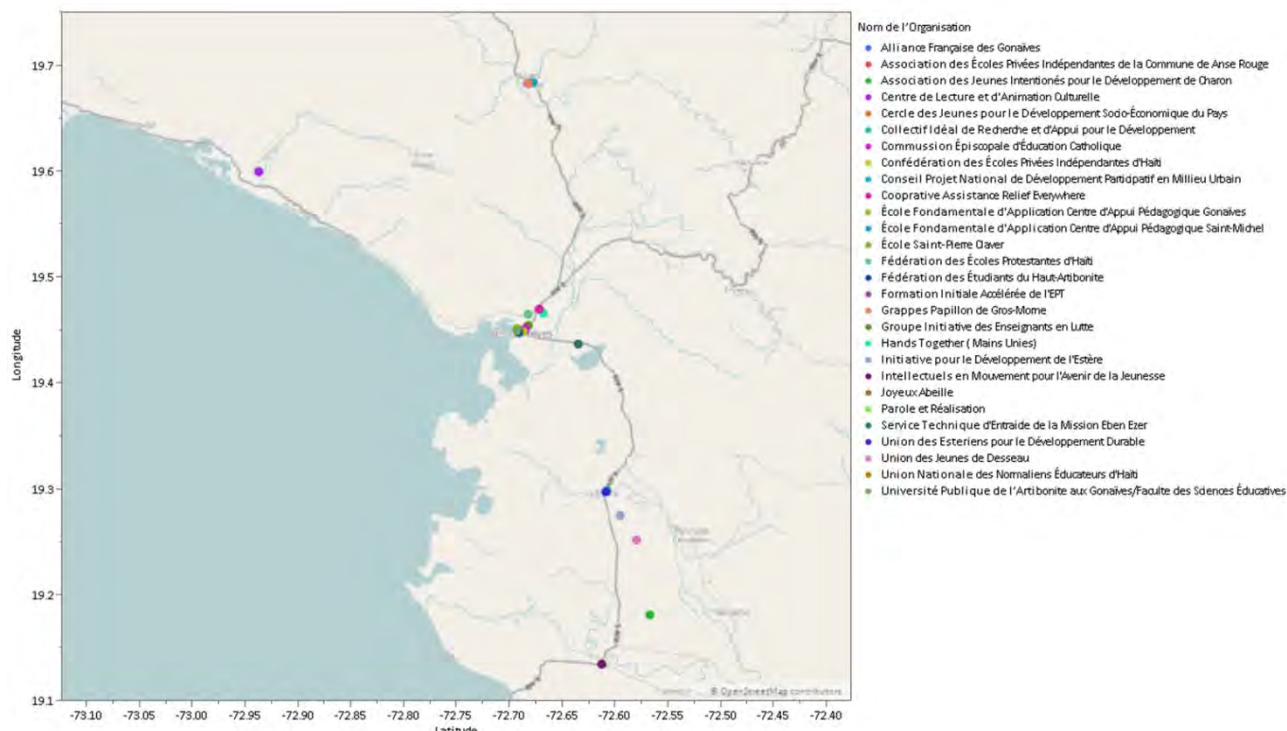 Nom de l'Organisation
Alliance Française des Gonaïves
Association des Écoles Privées Indépendantes de la Commune de Anse Rouge
Association des Jeunes Intentionés pour le Développement de Charon
Centre de Lecture et d'Animation Culturelle
Cercle des Jeunes pour le Développement Socio-Économique du Pays
Collectif Idéal de Recherche et d'Appui pour le Développement
Commussion Épiscopale d'Éducation Catholique
Confédération des Écoles Privées Indépendantes d'Haïti
Conseil Projet National de Développement Participatif en Millieu Urbain
Cooprative Assistance Relief Everywhere
École Fondamentale d'Application Centre d'Appui Pédagogique Gonaïves
École Fondamentale d'Application Centre d'Appui Pédagogique Saint-Michel
École Saint-Pierre Claver
Fédération des Écoles Protestantes d'Haïti
Fédération des Étudiants du Haut-Artibonite
Formation Initiale Accélérée de l'EPT
Grappes Papillon de Gros-Morne
Groupe Initiative des Enseignants en Lutte
Hands Together ( Mains Unies)
Initiative pour le Développement de l'Estère
Intellectuels en Mouvement pour l'Avenir de la Jeunesse
Joyeux Abeille
Parole et Réalisation
Service Technique d'Entraide de la Mission Eben Ezer
Union des Esteriens pour le Développement Durable
Union des Jeunes de Desseau
Union Nationale des Normaliens Éducateurs d'Haïti
Université Publique de l'Artibonite aux Gonaïves/Faculte des Sciences Éducatives
Longitude
19.7
19.6
19.5
19.4
19.3
19.2
19.1
© OpenStreetMap contributors
-73.10 -73.05 -73.00 -72.95 -72.90 -72.85 -72.80 -72.75 -72.70 -72.65 -72.60 -72.55 -72.50 -72.45 -72.40
Latitude